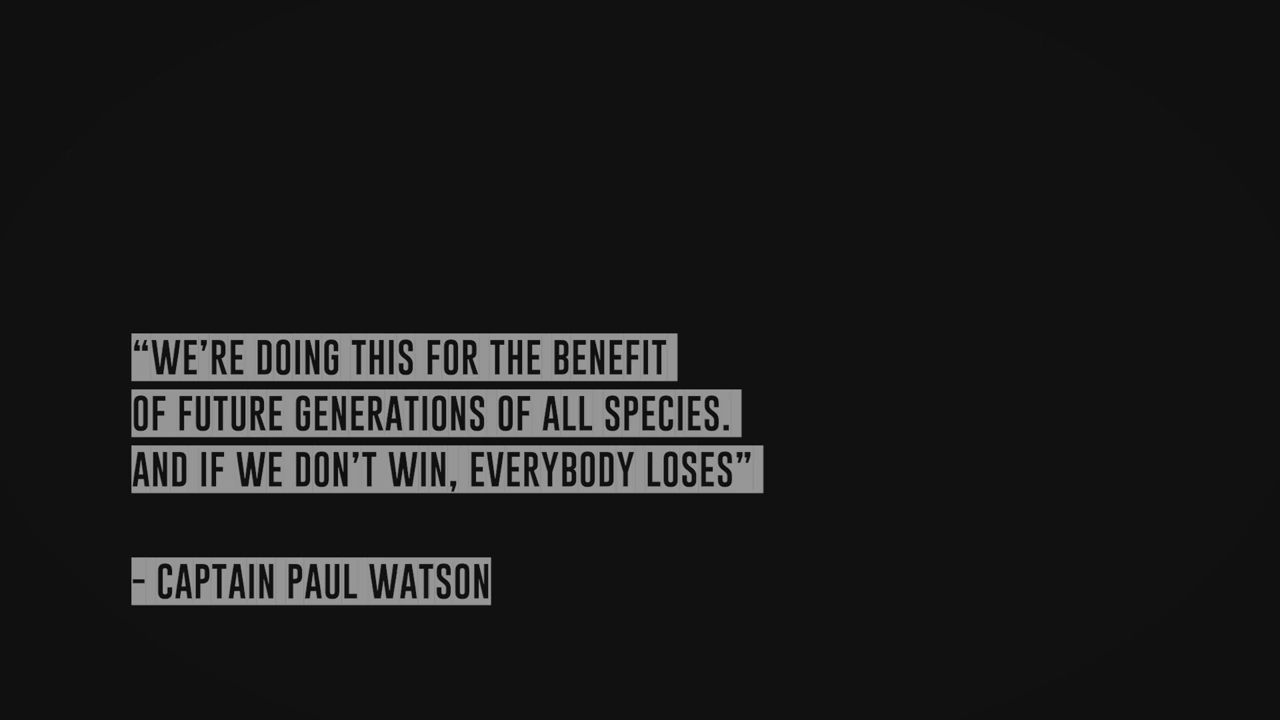 “WE’RE DOING THIS FOR THE BENEFIT
OF FUTURE GENERATIONS OF ALL SPECIES.
AND IF WE DON’T WIN, EVERYBODY LOSES”
- CAPTAIN PAUL WATSON